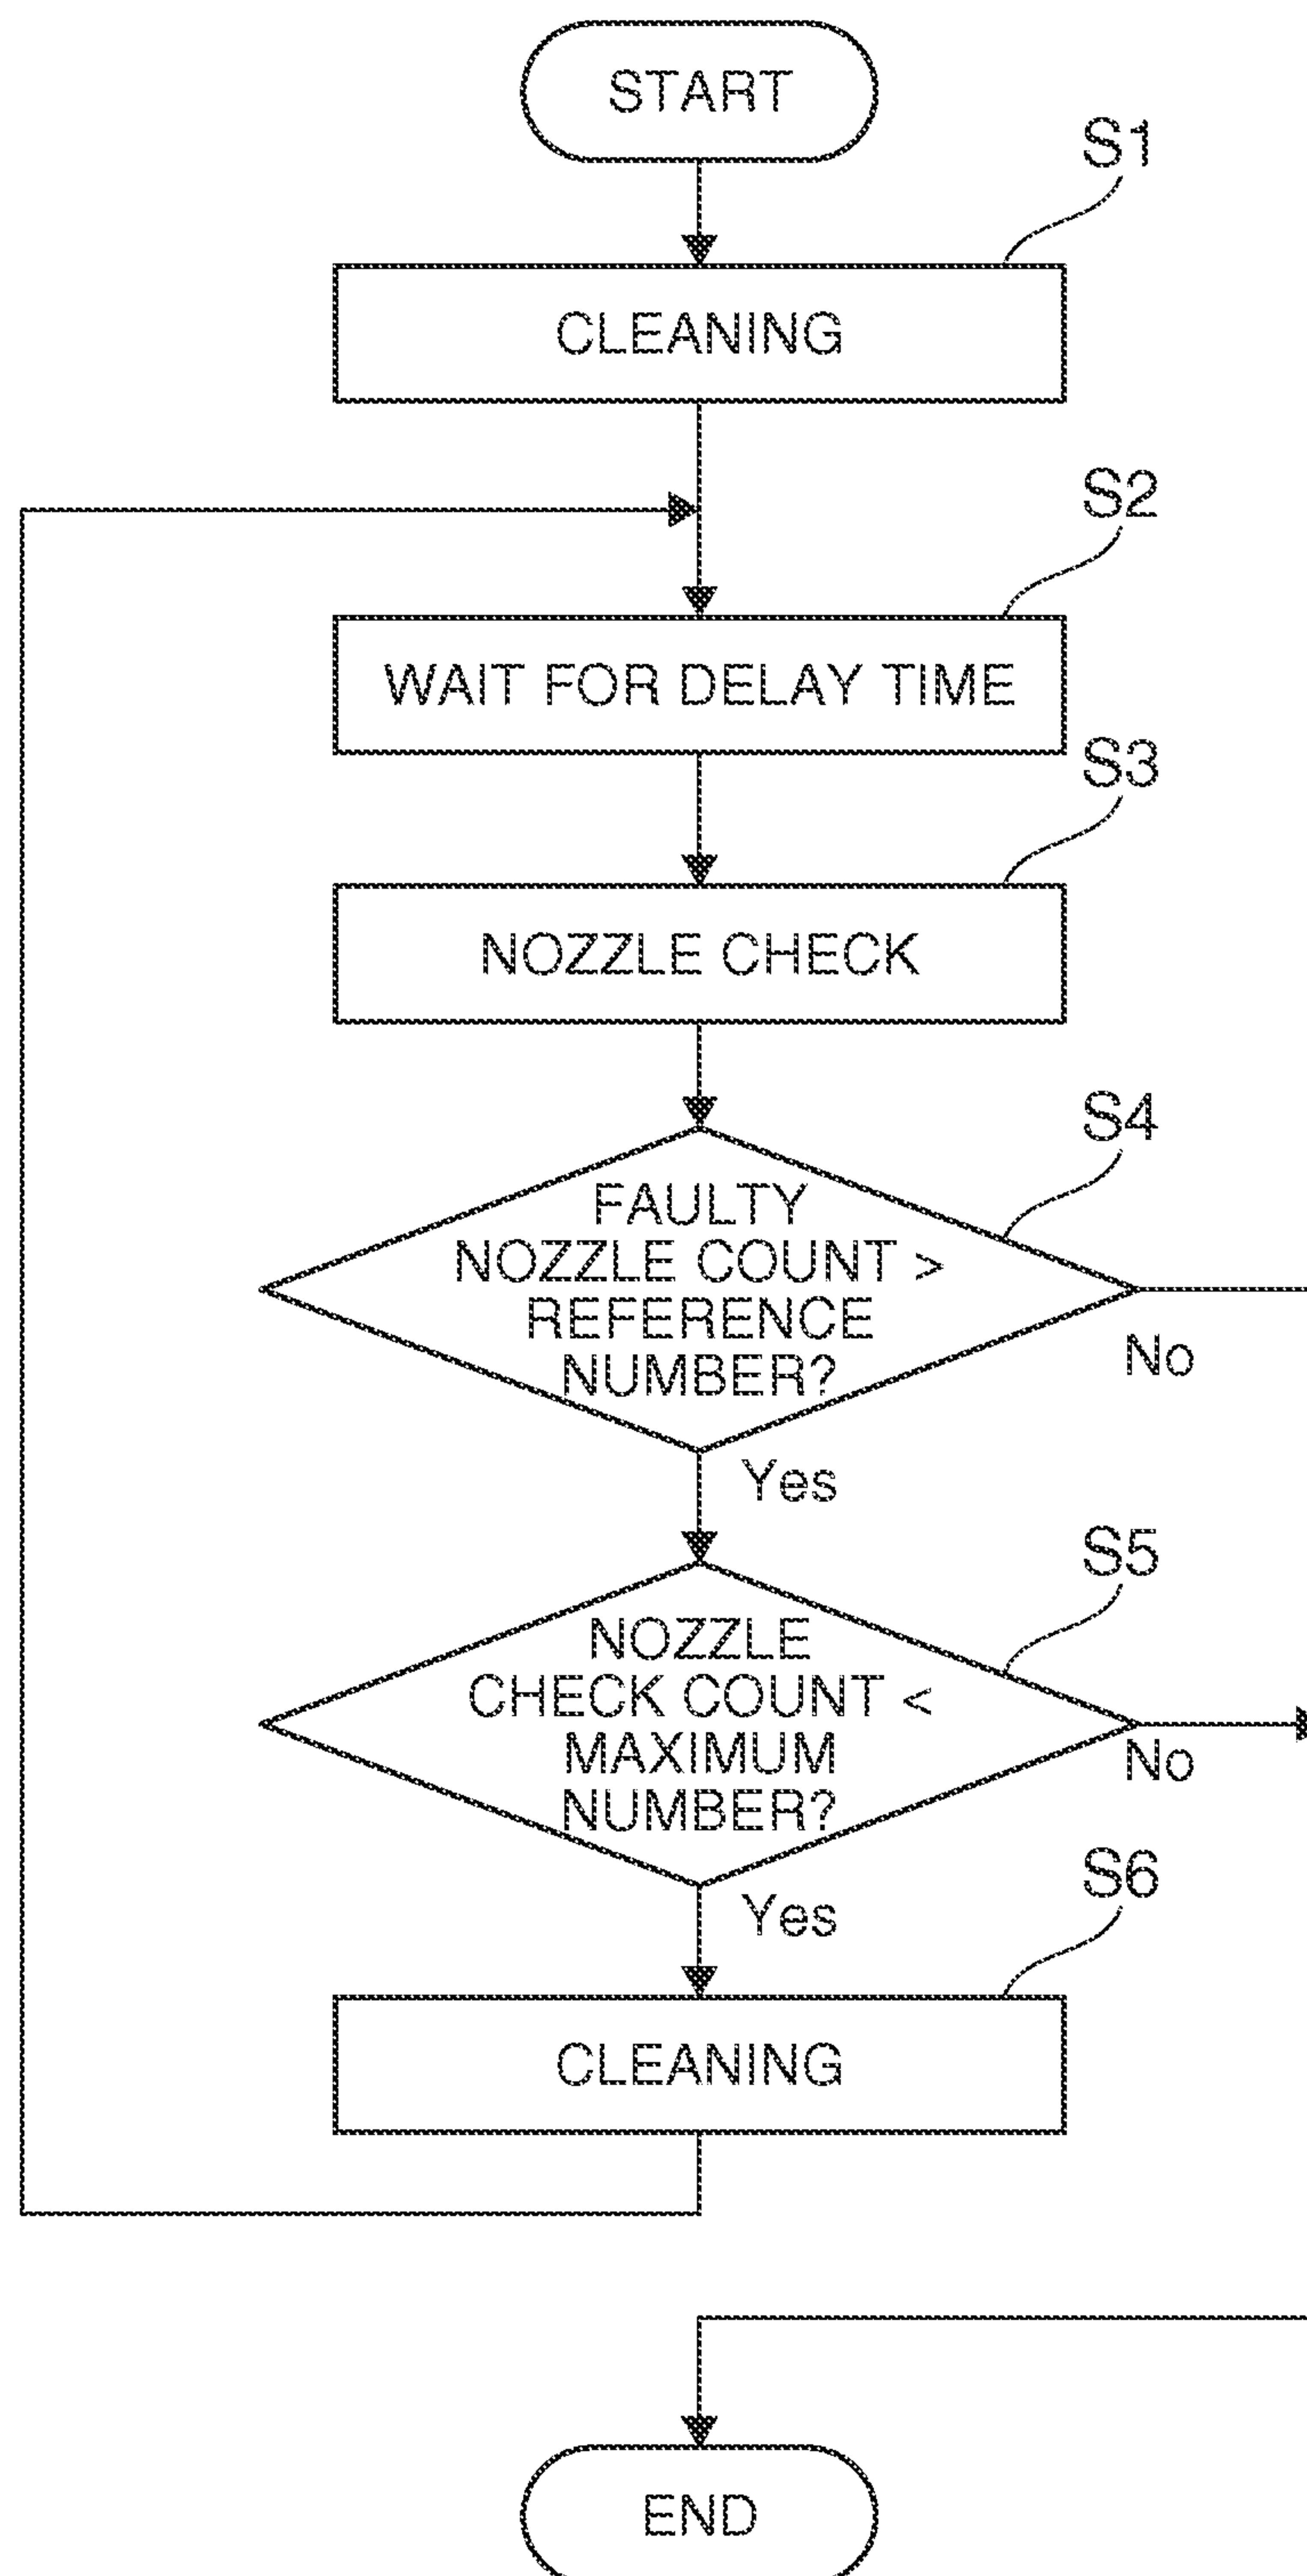 START
S1
CLEANING
S2
WAIT FOR DELAY TIME
S3
NOZZLE CHECK
S4
FAULTY
NOZZLE COUNT >
REFERENCE
NUMBER?
No
Yes
S5
NOZZLE
CHECK COUNT <
MAXIMUM
NUMBER?
No
Yes
S6
CLEANING
END